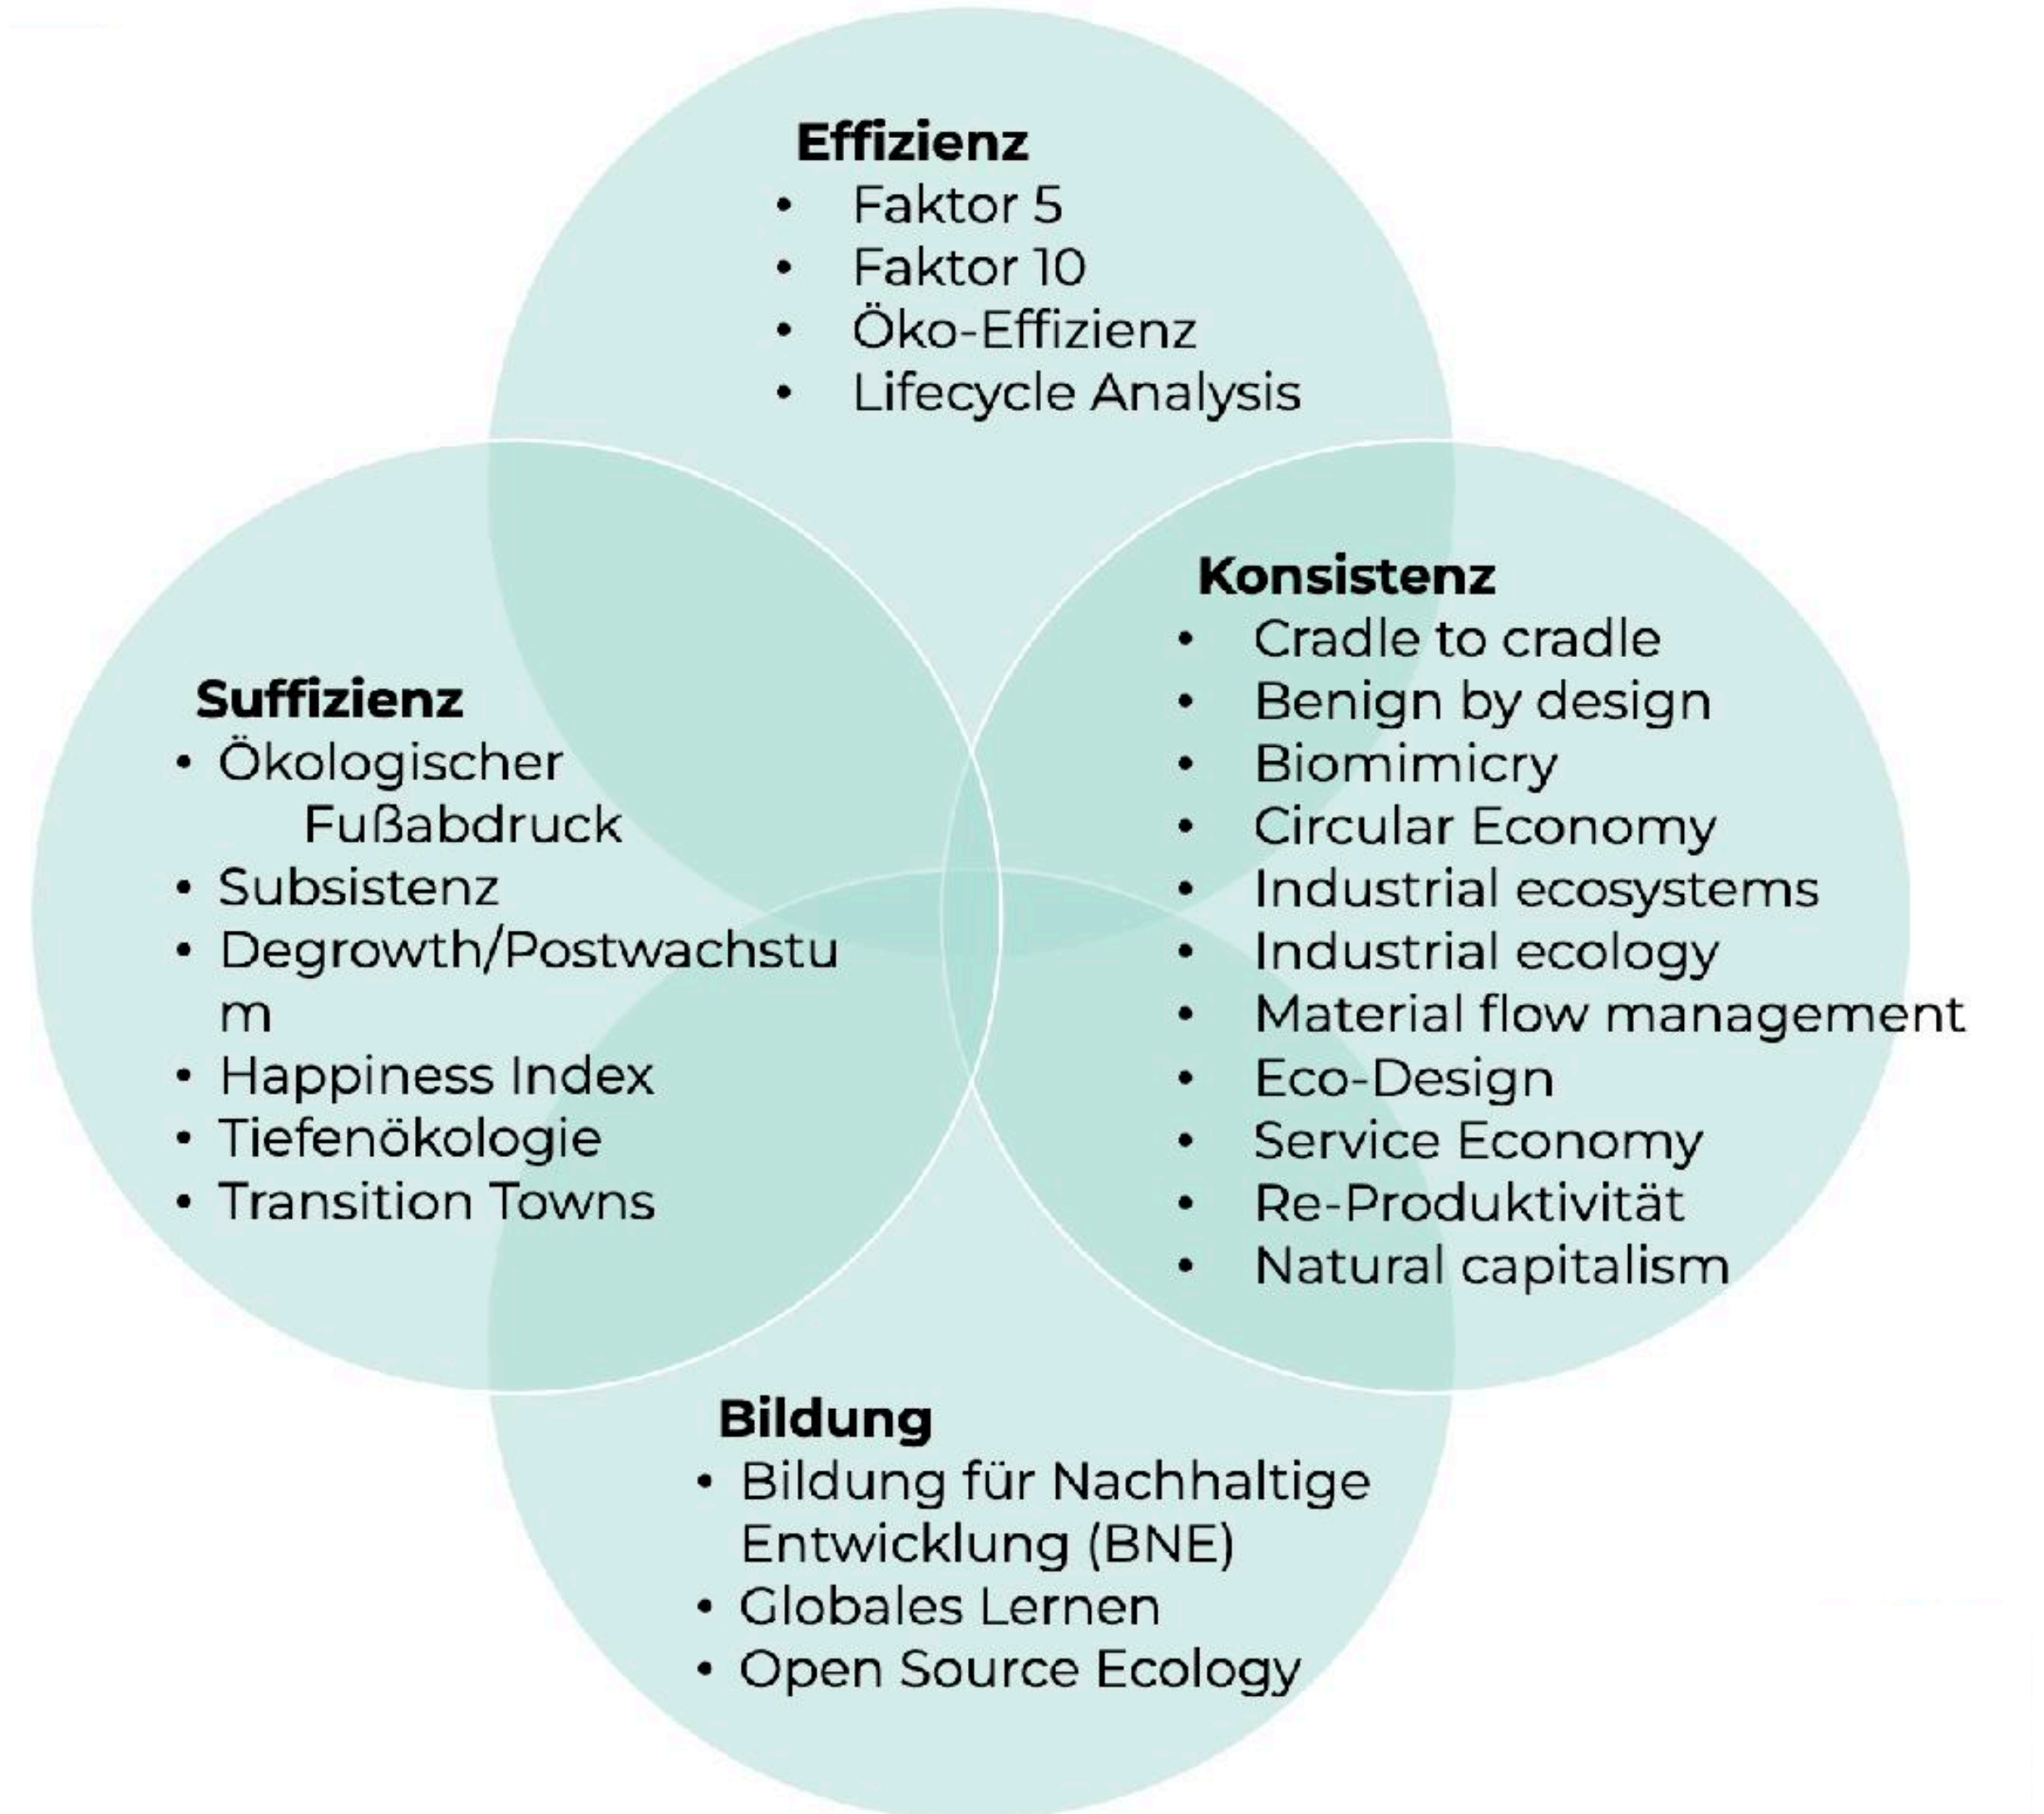 Effizienz
• Faktor 5
• Faktor 10
• Öko-Effizienz
• Lifecycle Analysis
Suffizienz
• Ökologischer
Fußabdruck
• Subsistenz
• Degrowth/Postwachstu
m
• Happiness Index
• Tiefenökologie
• Transition Towns
Konsistenz
• Cradle to cradle
• Benign by design
• Biomimicry
• Circular Economy
• Industrial ecosystems
• Industrial ecology
• Material flow management
• Eco-Design
• Service Economy
• Re-Produktivität
• Natural capitalism
Bildung
• Bildung für Nachhaltige
Entwicklung (BNE)
• Globales Lernen
• Open Source Ecology